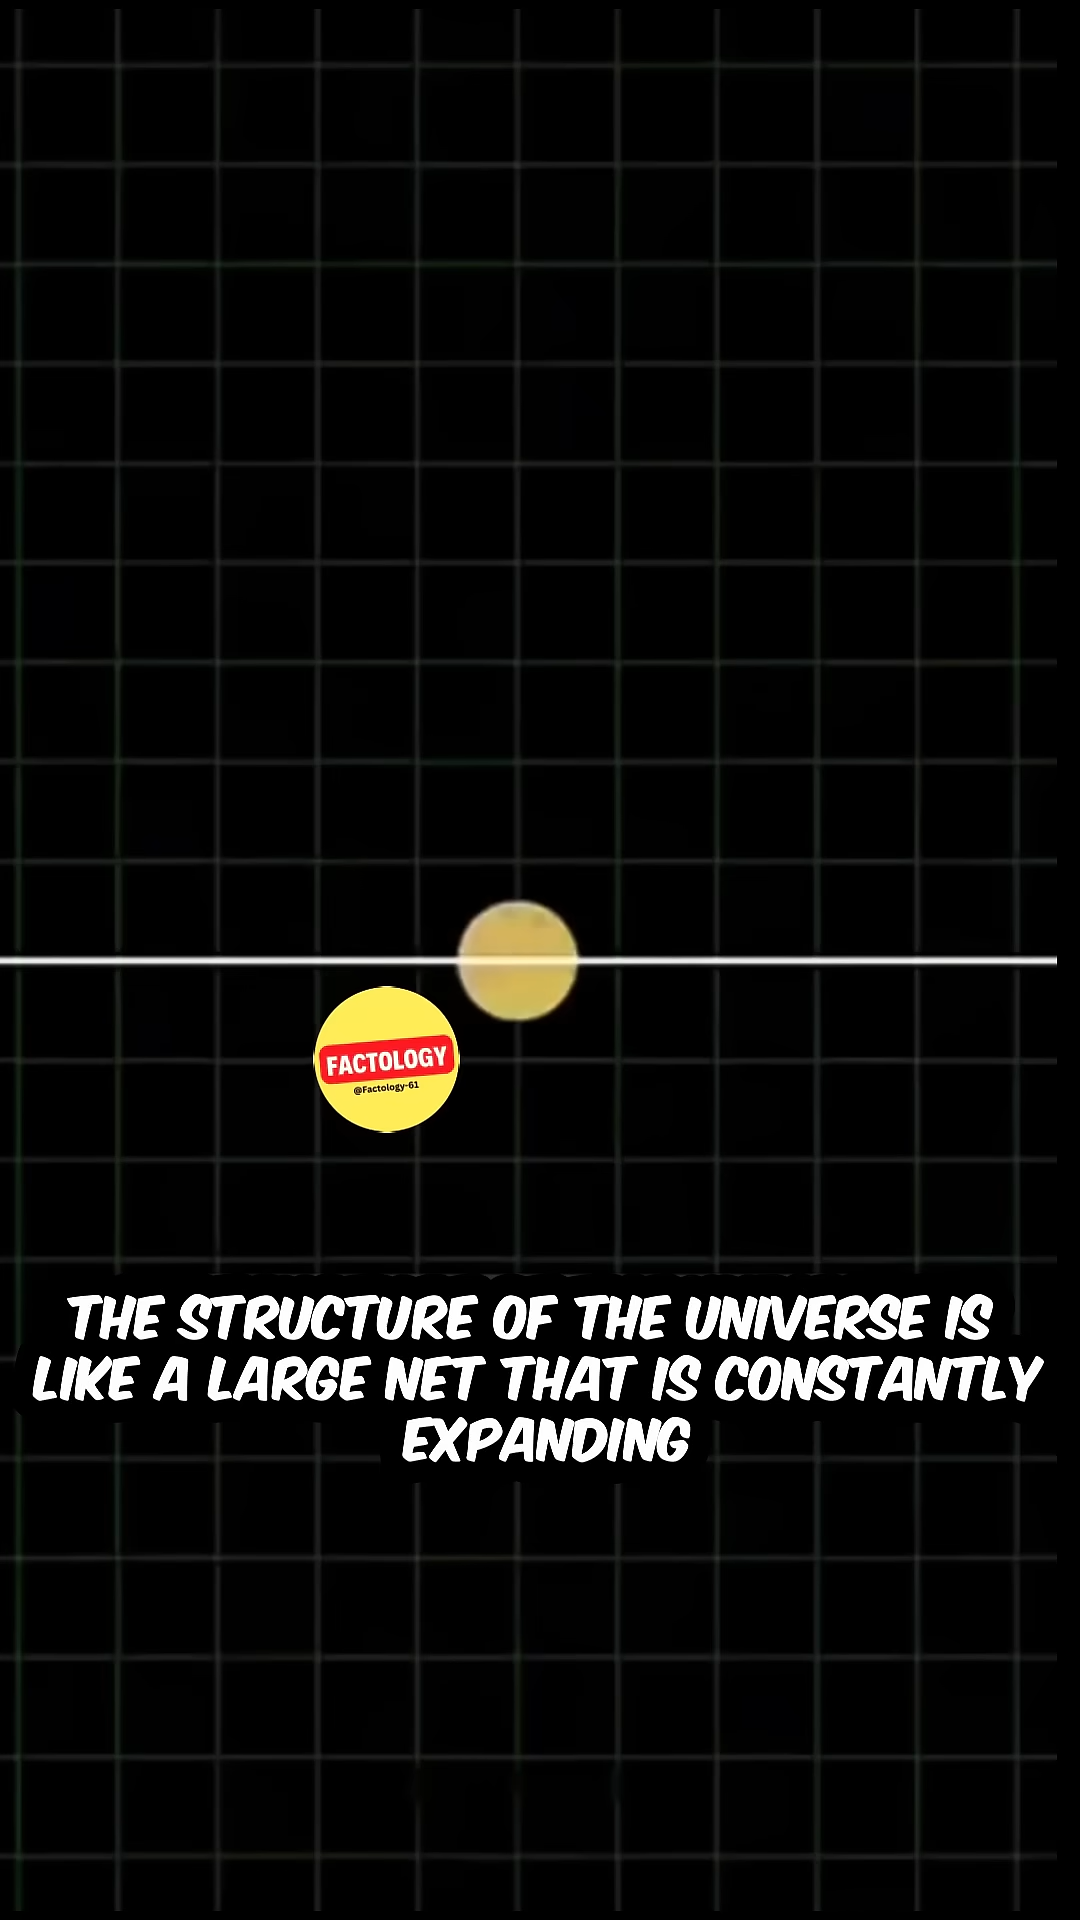 FACTOLOGY
@Factology-61
THE STRUCTURE OF THE UNIVERSE IS
LIKE A LARGE NET THAT IS CONSTANTLY
EXPANDING